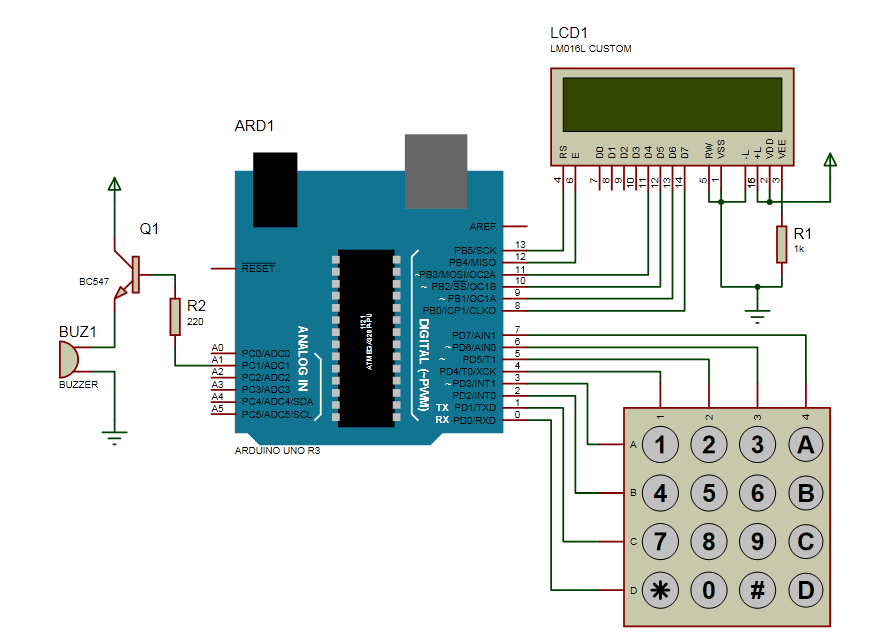 LCD1
LM016L CUSTOM
RS E D0 D1 D2 D3 D4 D5 D6 D7 RW VSS -L +L VDD VEE
4 6 7 8 9 10 11 12 13 14 5 1 16 2 3
R1
1k
ARD1
Q1
BC547
R2
220
BUZ1
BUZZER
AREF
RESET
PB5/SCK 13
PB4/MISO 12
~PB3/MOSI/OC2A 11
~ PB2/SS/OC1B 10
~ PB1/OC1A 9
PB0/ICP1/CLKO 8
PD7/AIN1 7
~ PD6/AIN0 6
~ PD5/T1 5
PD4/T0/XCK 4
~ PD3/INT1 3
PD2/INT0 2
TX PD1/TXD 1
RX PD0/RXD 0
A0 PC0/ADC0
A1 PC1/ADC1
A2 PC2/ADC2
A3 PC3/ADC3
A4 PC4/ADC4/SDA
A5 PC5/ADC5/SCL
ANALOG IN
DIGITAL (~PWM)
1121
ARDUINO UNO R3
1 2 3 4
A 1 2 3 A
B 4 5 6 B
C 7 8 9 C
D * 0 # D